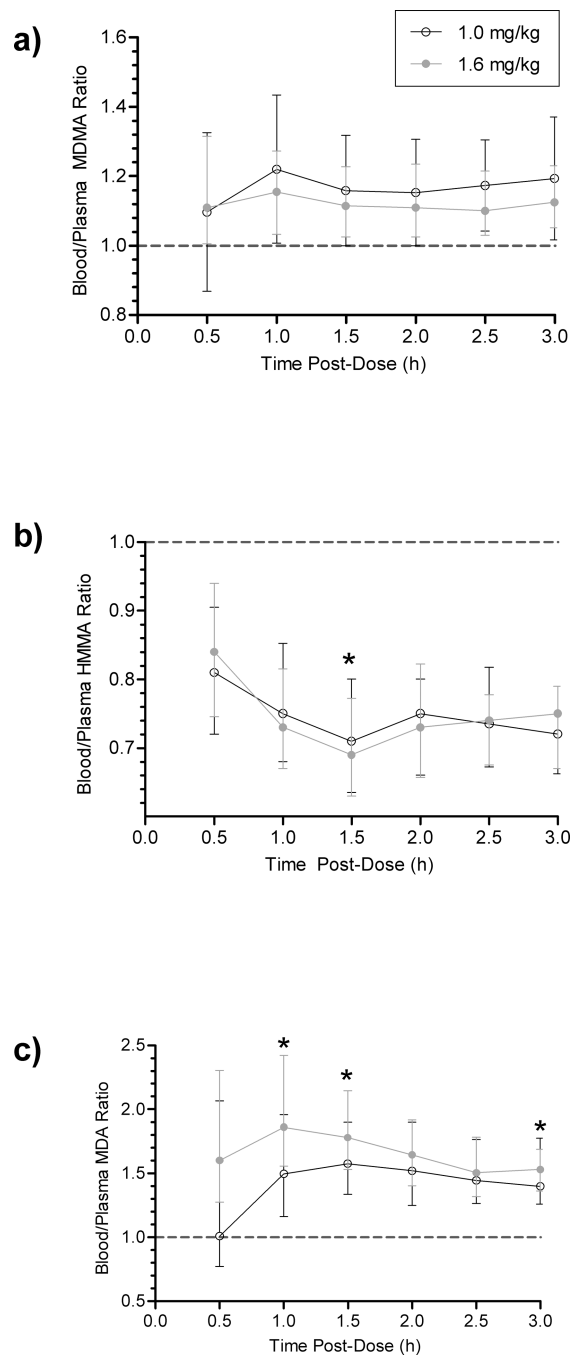 a)
1.0 mg/kg
1.6 mg/kg
Blood/Plasma MDMA Ratio
1.6
1.4
1.2
1.0
0.8
0.0 0.5 1.0 1.5 2.0 2.5 3.0
Time Post-Dose (h)
b)
Blood/Plasma HMMA Ratio
1.0
0.9
0.8
0.7
*
0.0 0.5 1.0 1.5 2.0 2.5 3.0
Time Post-Dose (h)
c)
Blood/Plasma MDA Ratio
2.5
2.0
1.5
1.0
0.5
* * *
0.0 0.5 1.0 1.5 2.0 2.5 3.0
Time Post-Dose (h)